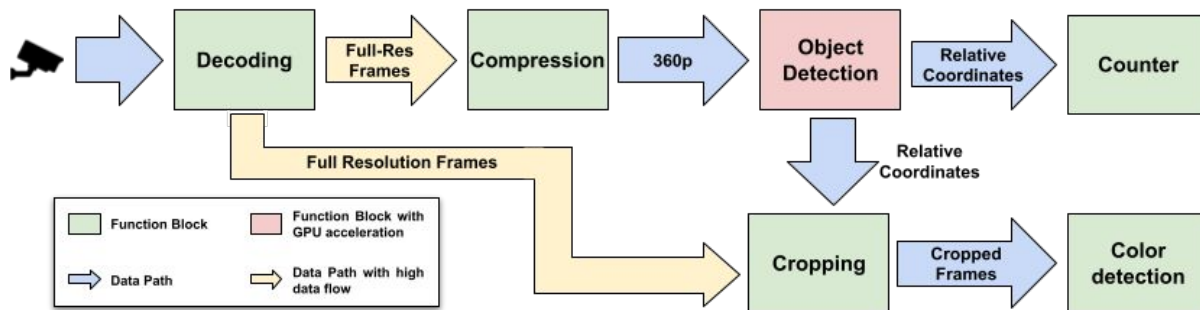 Decoding
Full-Res
Frames
Compression
360p
Object
Detection
Relative
Coordinates
Counter
Full Resolution Frames
Relative
Coordinates
Cropping
Cropped
Frames
Color
detection
Function Block
Function Block with
GPU acceleration
Data Path
Data Path with high
data flow